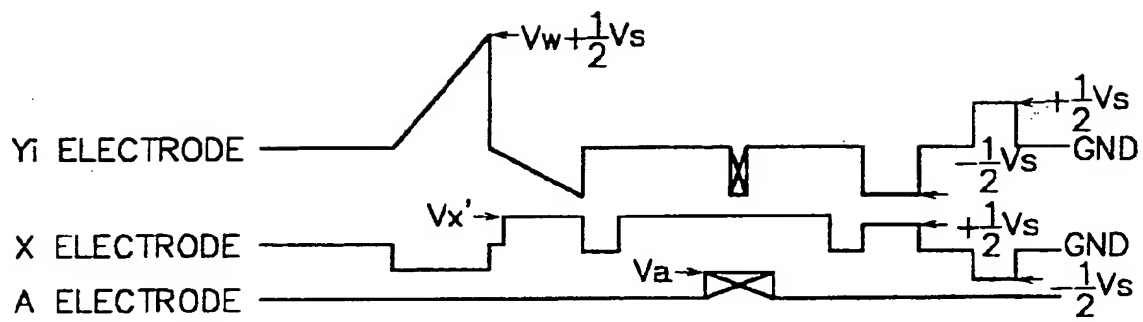 Vw+1/2Vs
+1/2Vs
Yi ELECTRODE
GND
-1/2Vs
Vx'
+1/2Vs
X ELECTRODE
GND
Va
-1/2Vs
A ELECTRODE